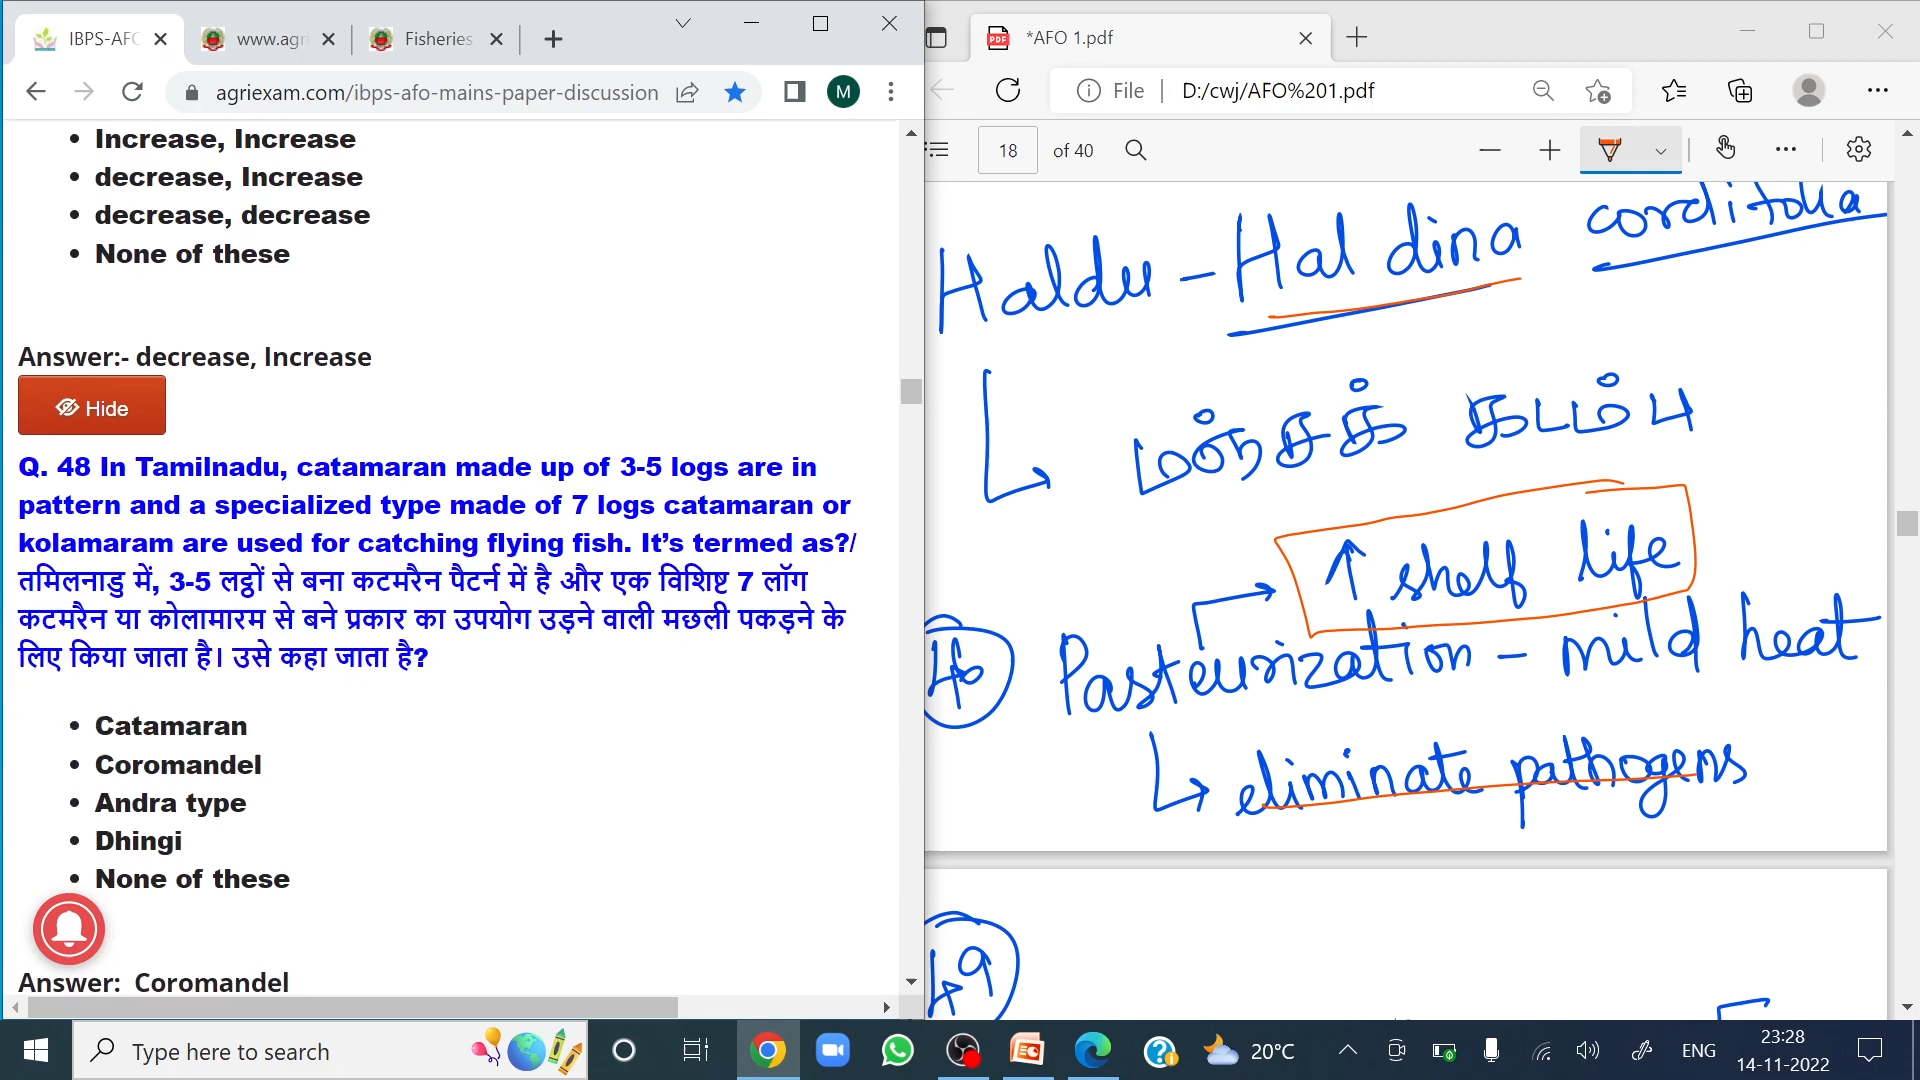 IBPS-AFC
www.agri
Fisheries
agriexam.com/ibps-afo-mains-paper-discussion
M
Increase, Increase
decrease, Increase
decrease, decrease
None of these
Answer:- decrease, Increase
Hide
Q. 48 In Tamilnadu, catamaran made up of 3-5 logs are in
pattern and a specialized type made of 7 logs catamaran or
kolamaram are used for catching flying fish. It’s termed as?/
तमिलनाडु में, 3-5 लट्ठों से बना कटमरैन पैटर्न में है और एक विशिष्ट 7 लॉग
कटमरैन या कोलामारम से बने प्रकार का उपयोग उड़ने वाली मछली पकड़ने के
लिए किया जाता है। उसे कहा जाता है?
Catamaran
Coromandel
Andra type
Dhingi
None of these
Answer: Coromandel
*AFO 1.pdf
File
D:/cwj/AFO%201.pdf
18
of 40
Haldu - Haldina cordifolia
மஞ்சக் கடம்பு
↑ shelf life
Pasteurization - mild heat
eliminate pathogens
49
Type here to search
20°C
ENG
23:28
14-11-2022